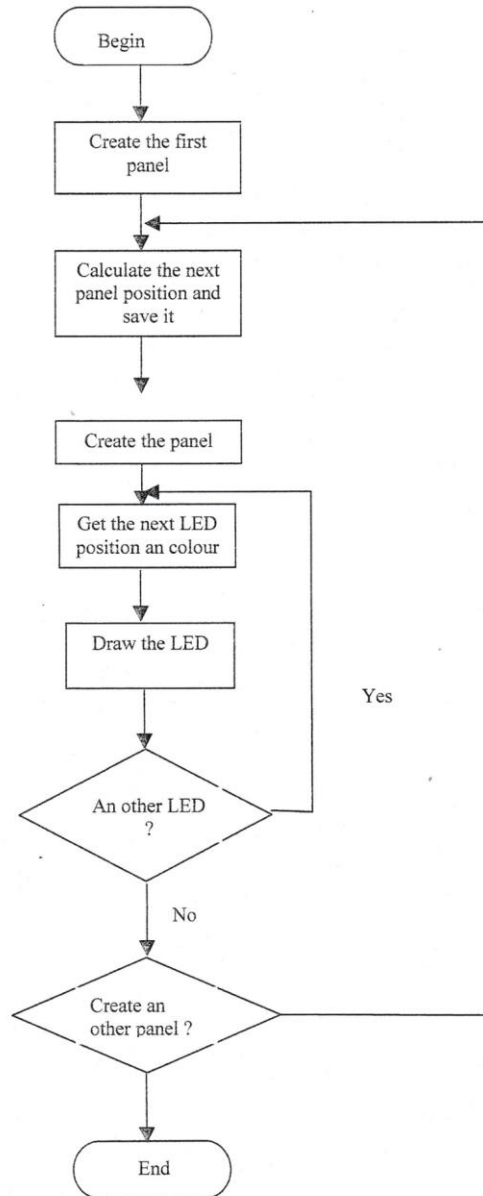 Begin
Create the first
panel
Calculate the next
panel position and
save it
Create the panel
Get the next LED
position an colour
Draw the LED
Yes
An other LED
?
No
Create an
other panel ?
End